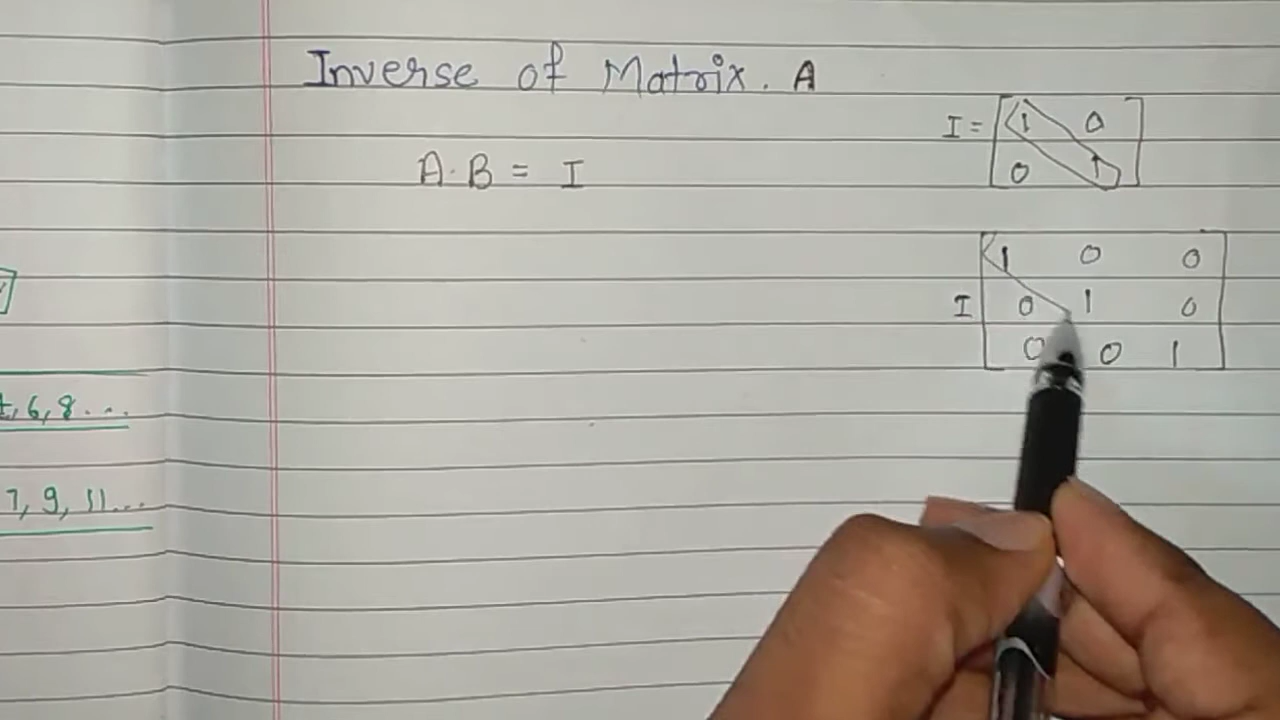 Inverse of Matrix. A
A·B = I
I = [1 0
0 1]
I [1 0 0
0 1 0
0 0 1]
6, 8 ...
7, 9, 11...